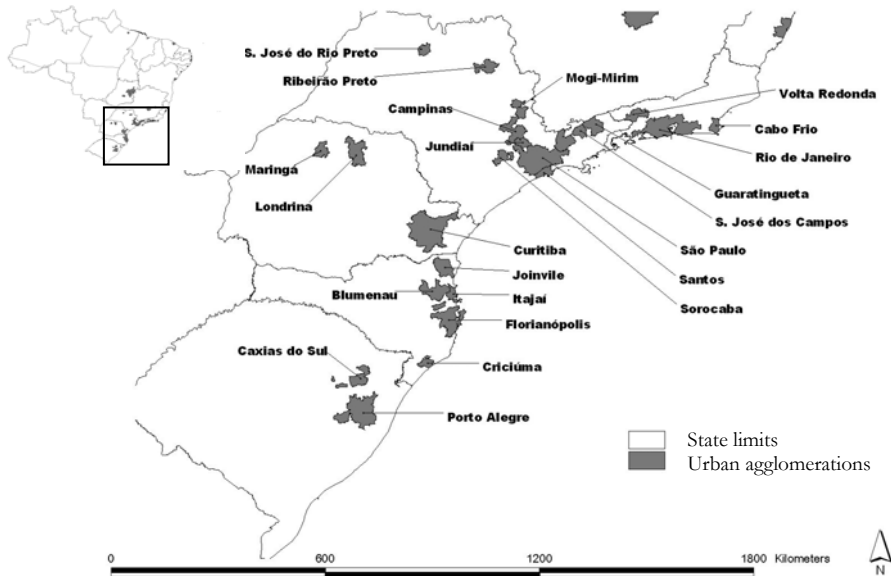 S. José do Rio Preto
Ribeirão Preto
Mogi-Mirim
Campinas
Volta Redonda
Jundiaí
Cabo Frio
Maringá
Rio de Janeiro
Londrina
Guaratingueta
S. José dos Campos
Curitiba
São Paulo
Joinvile
Santos
Blumenau
Itajaí
Sorocaba
Florianópolis
Caxias do Sul
Criciúma
Porto Alegre
State limits
Urban agglomerations
0 600 1200 1800 Kilometers
N